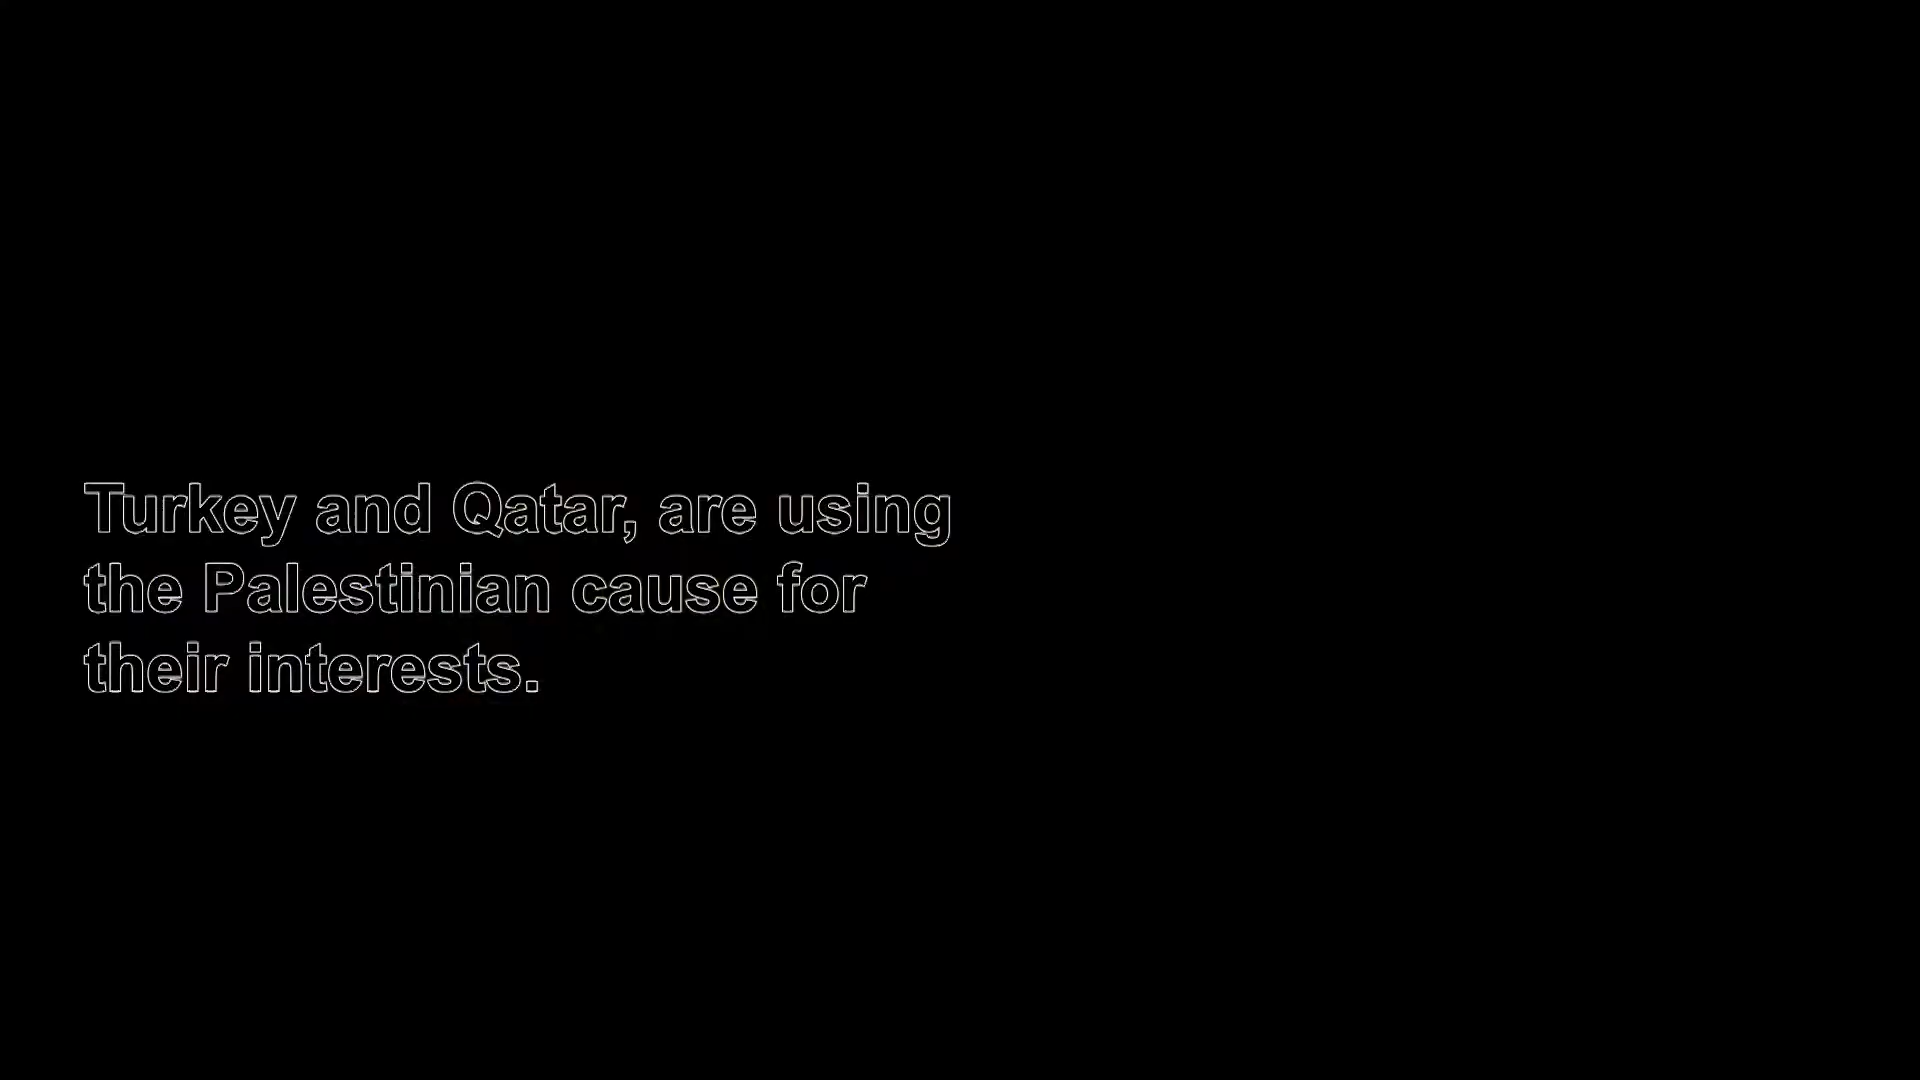 Turkey and Qatar, are using
the Palestinian cause for
their interests.